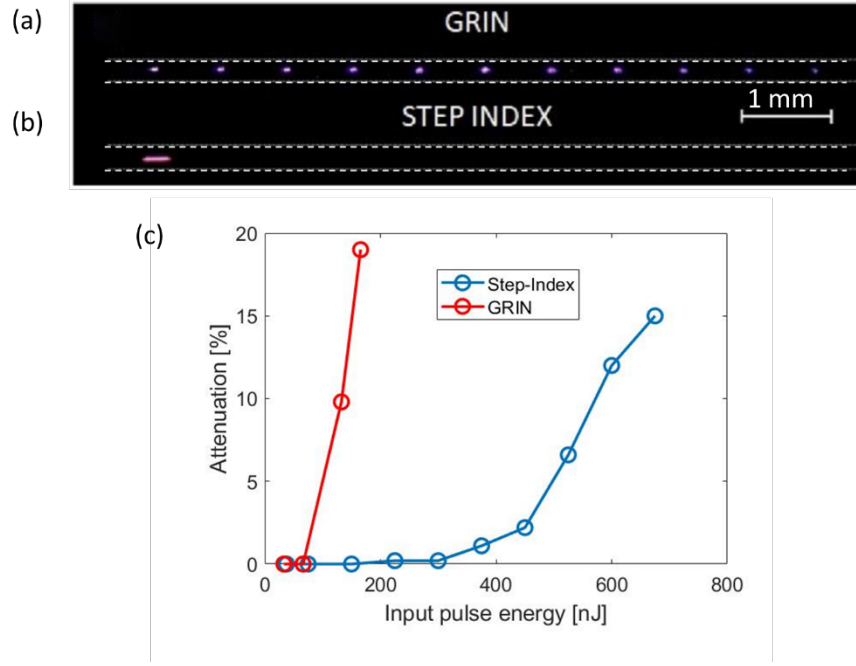 (a)
GRIN
1 mm
(b)
STEP INDEX
(c)
20
15
10
5
0
Attenuation [%]
Step-Index
GRIN
0 200 400 600 800
Input pulse energy [nJ]